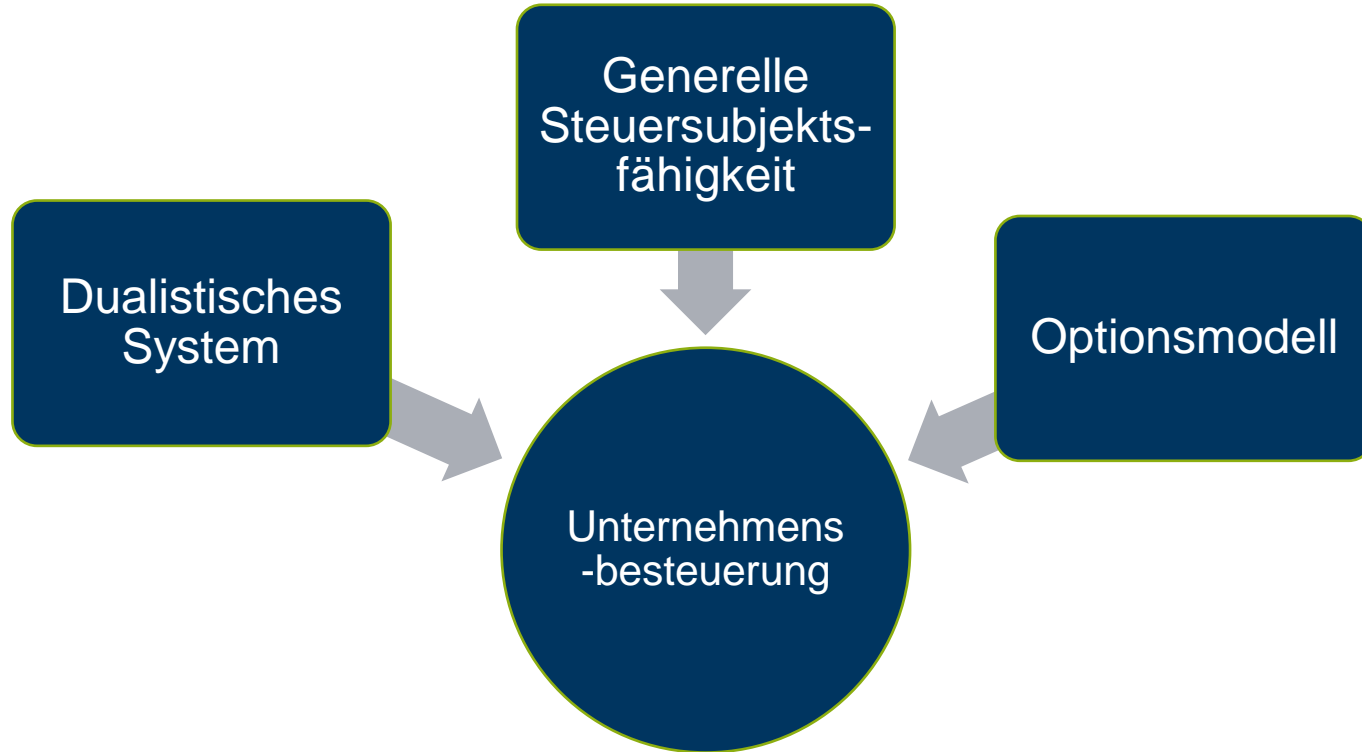 Generelle
Steuersubjekts-
fähigkeit
Dualistisches
System
Optionsmodell
Unternehmens
-besteuerung